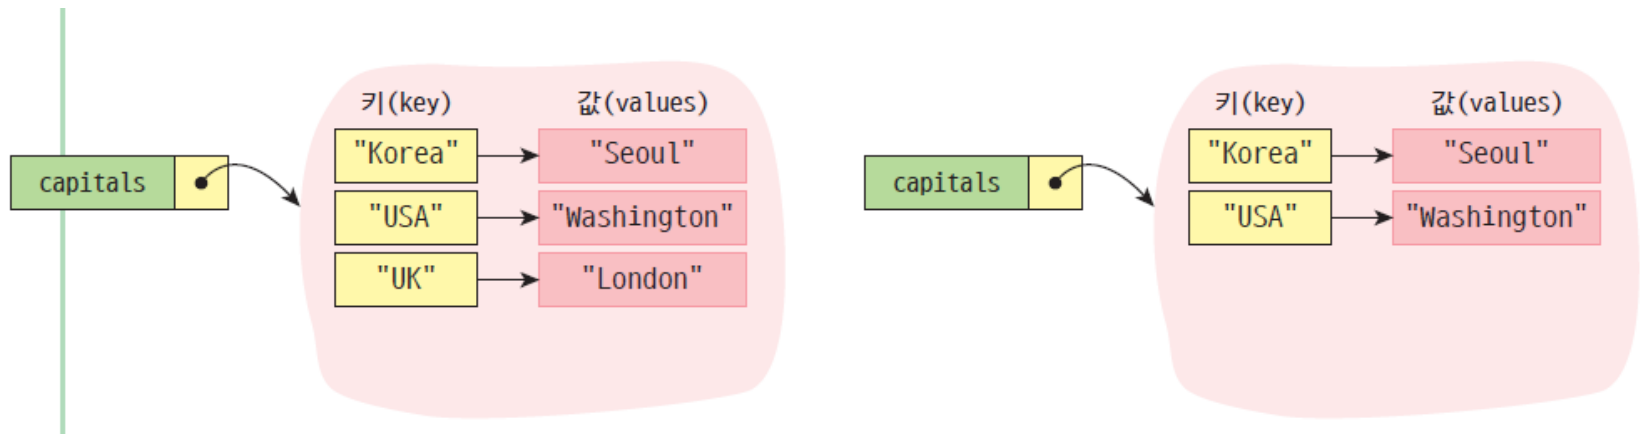 키(key) 값(values)
"Korea" "Seoul"
capitals
"USA" "Washington"
"UK" "London"
키(key) 값(values)
"Korea" "Seoul"
capitals
"USA" "Washington"